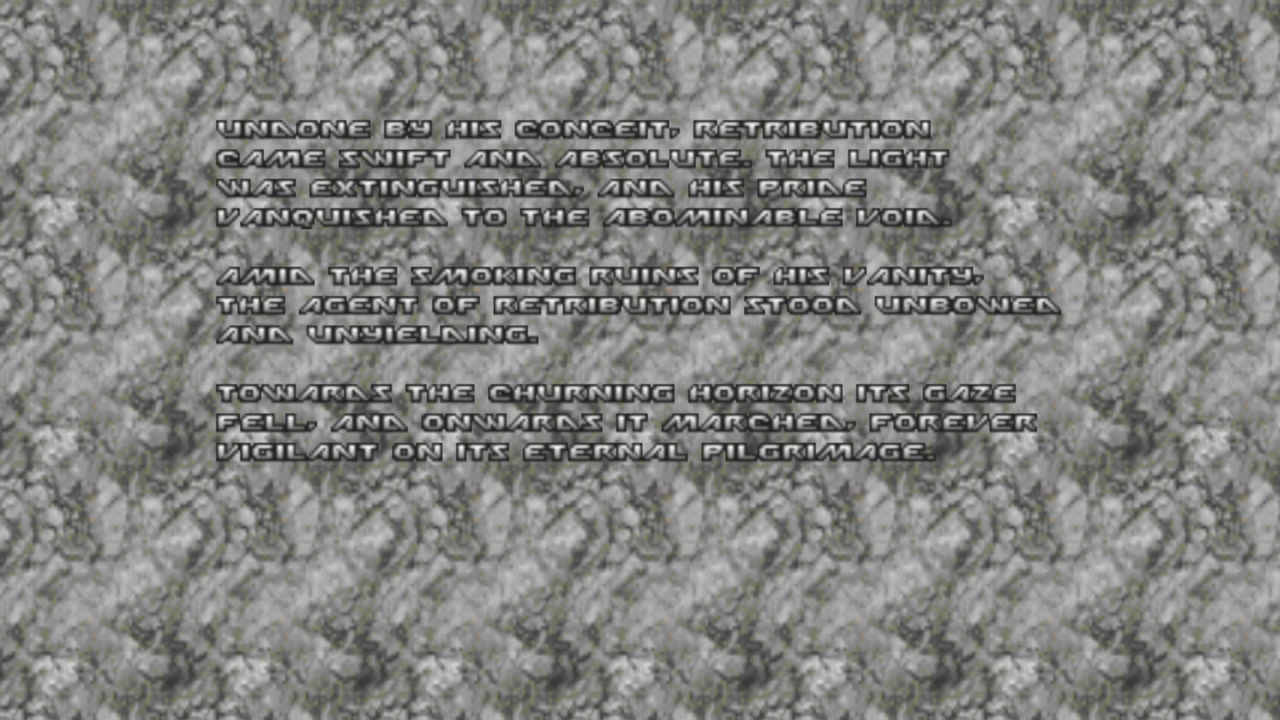 UNDONE BY HIS CONCEIT, RETRIBUTION
CAME SWIFT AND ABSOLUTE. THE LIGHT
WAS EXTINGUISHED, AND HIS PRIDE
VANQUISHED TO THE ABOMINABLE VOID.
AMID THE SMOKING RUINS OF HIS VANITY,
THE AGENT OF RETRIBUTION STOOD UNBOWED
AND UNYIELDING.
TOWARDS THE CHURNING HORIZON ITS GAZE
FELL, AND ONWARDS IT MARCHED, FOREVER
VIGILANT ON ITS ETERNAL PILGRIMAGE.